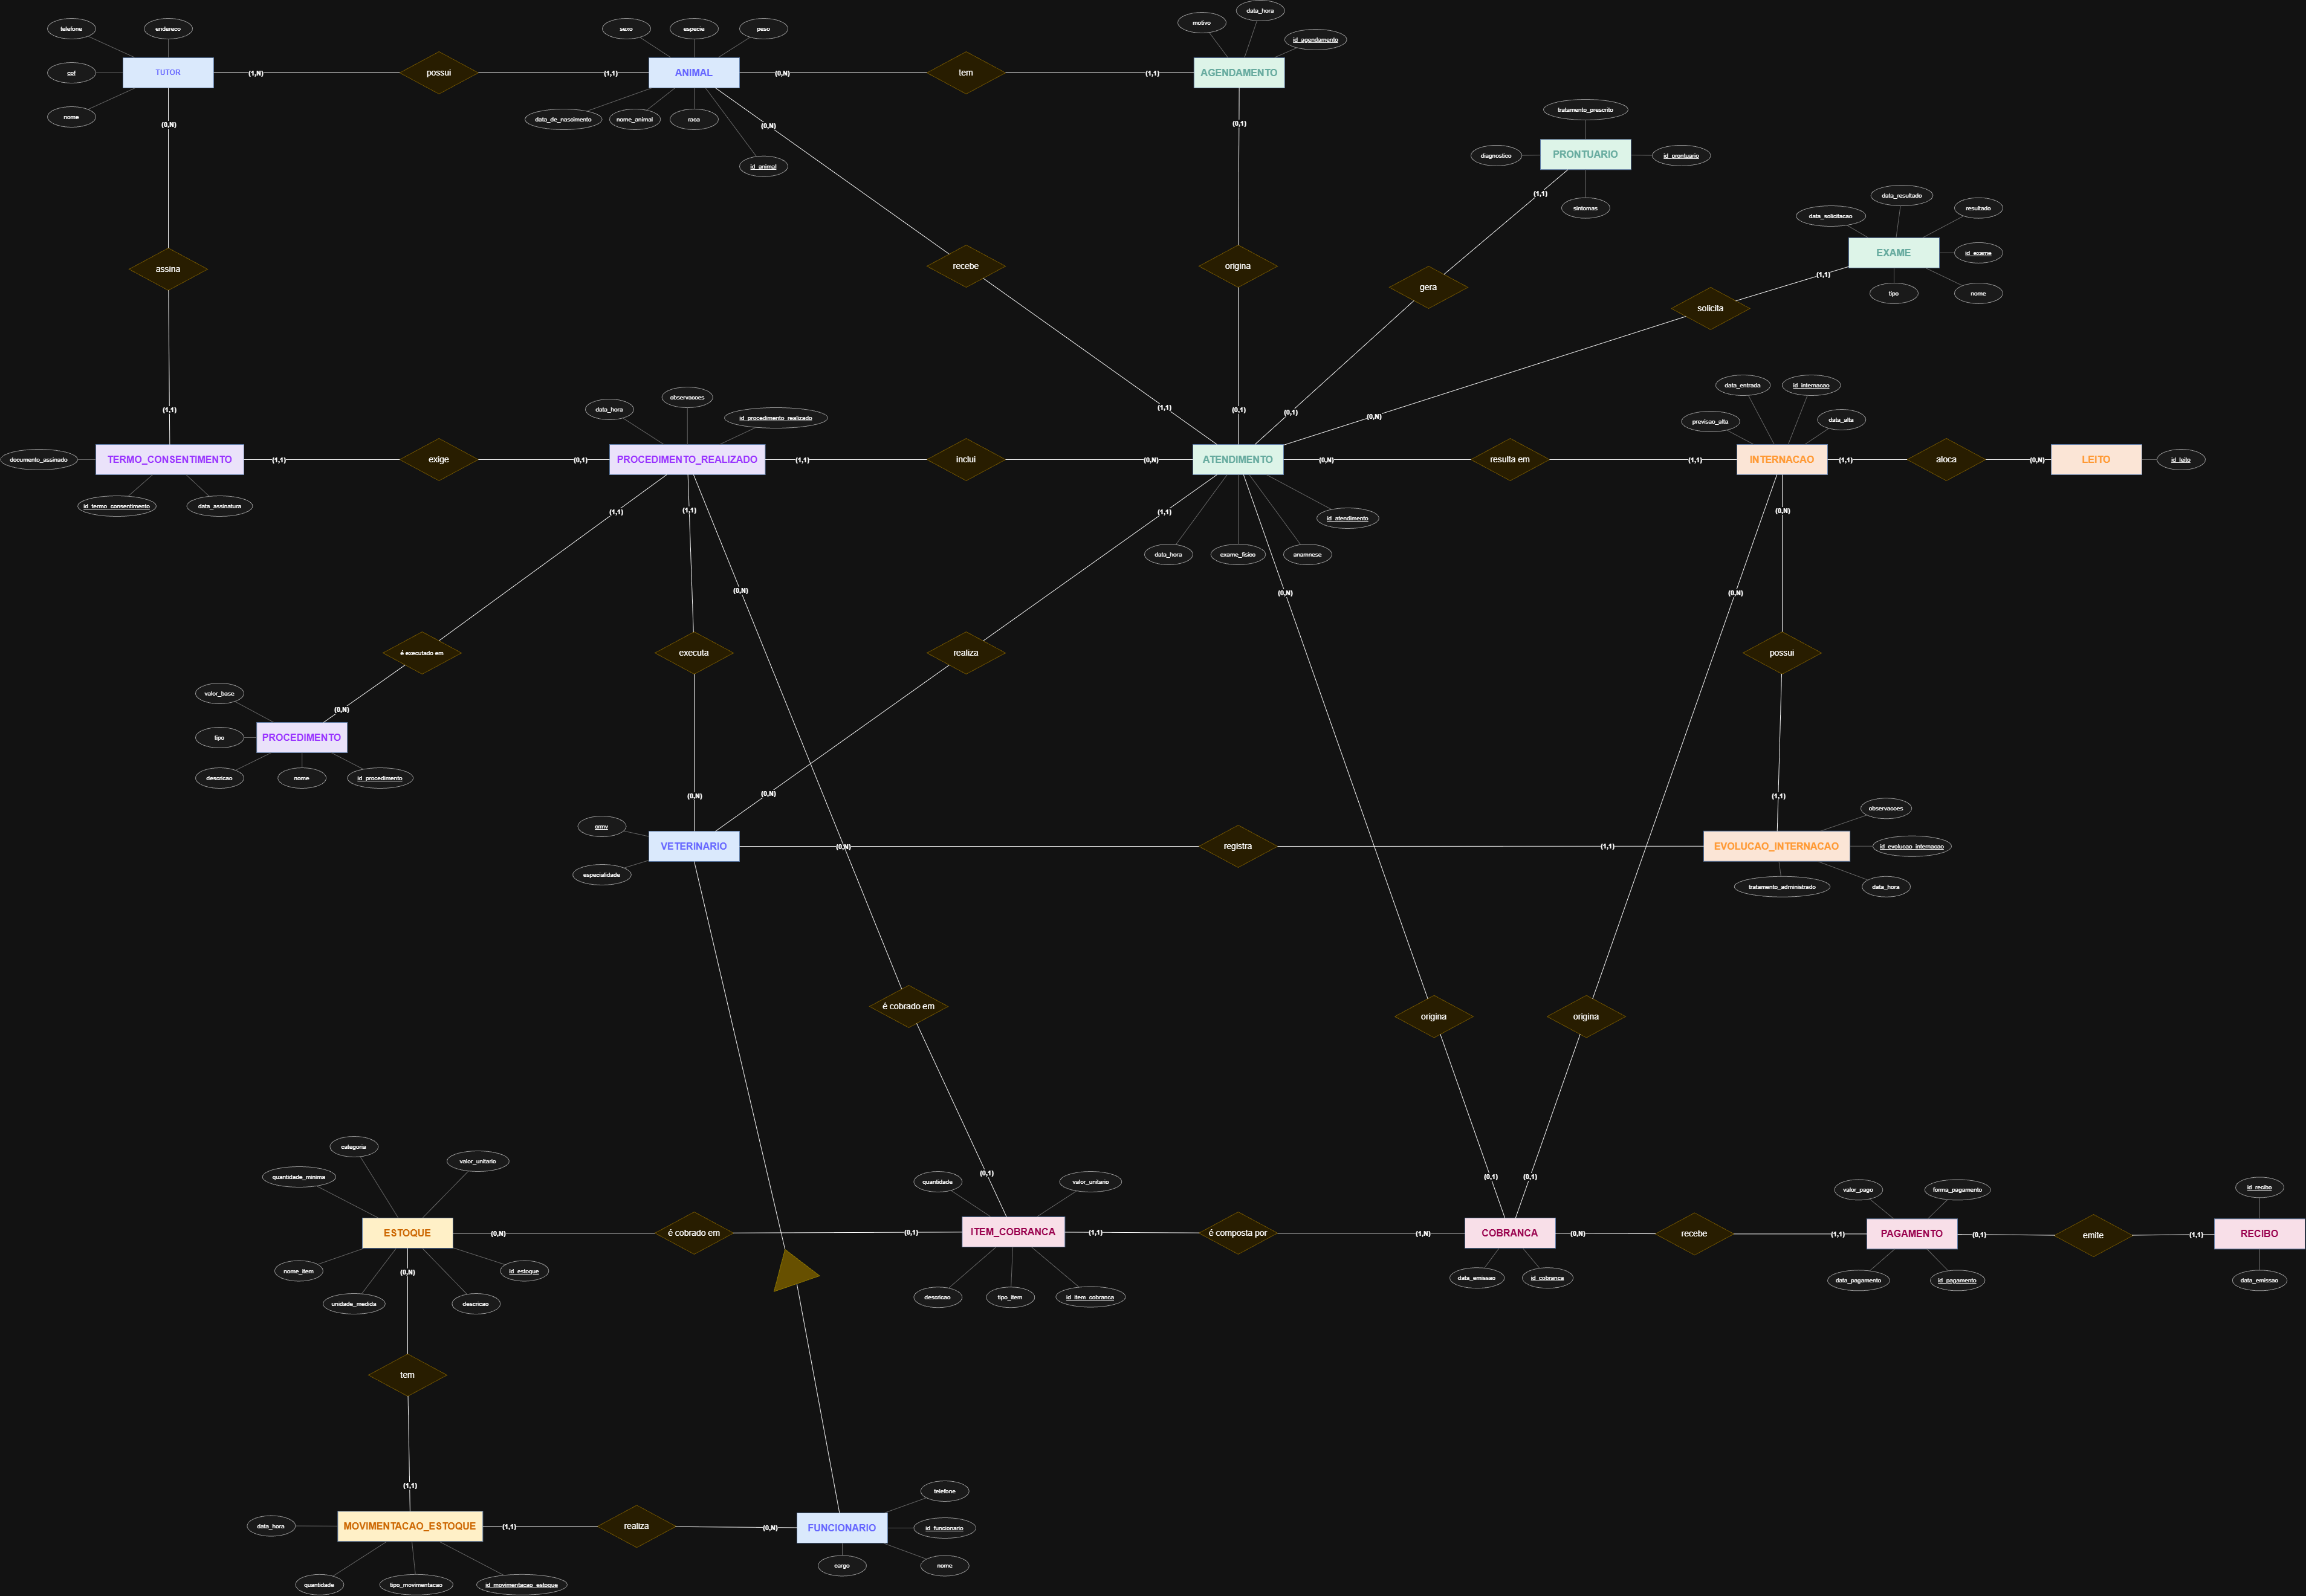 data_hora
motivo
telefone
endereco
sexo
especie
peso
id_agendamento
cpf
TUTOR
(1,N)
possui
(1,1)
ANIMAL
(0,N)
tem
(1,1)
AGENDAMENTO
nome
(0,N)
data_de_nascimento
nome_animal
raca
(0,N)
(0,1)
tratamento_prescrito
id_animal
diagnostico
PRONTUARIO
id_prontuario
(1,1)
sintomas
data_resultado
data_solicitacao
resultado
assina
recebe
origina
gera
EXAME
id_exame
(1,1)
tipo
nome
solicita
(1,1)
data_hora
observacoes
id_procedimento_realizado
(1,1)
(0,1)
(0,1)
(0,N)
data_entrada
id_internacao
previsao_alta
data_alta
documento_assinado
TERMO_CONSENTIMENTO
(1,1)
exige
(0,1)
PROCEDIMENTO_REALIZADO
(1,1)
inclui
(0,N)
ATENDIMENTO
(0,N)
resulta em
(1,1)
INTERNACAO
(1,1)
aloca
(0,N)
LEITO
id_leito
id_termo_consentimento
data_assinatura
(1,1)
(1,1)
(1,1)
id_atendimento
(0,N)
data_hora
exame_fisico
anamnese
(0,N)
(0,N)
(0,N)
é executado em
executa
realiza
possui
valor_base
(0,N)
tipo
PROCEDIMENTO
descricao
nome
id_procedimento
(0,N)
(0,N)
(1,1)
crmv
observacoes
VETERINARIO
(0,N)
registra
(1,1)
EVOLUCAO_INTERNACAO
id_evolucao_internacao
especialidade
tratamento_administrado
data_hora
é cobrado em
origina
origina
categoria
valor_unitario
quantidade_minima
(0,1)
(0,1)
(0,1)
quantidade
valor_unitario
valor_pago
forma_pagamento
id_recibo
ESTOQUE
(0,N)
é cobrado em
(0,1)
ITEM_COBRANCA
(1,1)
é composta por
(1,N)
COBRANCA
(0,N)
recebe
(1,1)
PAGAMENTO
(0,1)
emite
(1,1)
RECIBO
nome_item
(0,N)
id_estoque
unidade_medida
descricao
descricao
tipo_item
id_item_cobranca
data_emissao
id_cobranca
data_pagamento
id_pagamento
data_emissao
tem
(1,1)
telefone
data_hora
MOVIMENTACAO_ESTOQUE
(1,1)
realiza
(0,N)
FUNCIONARIO
id_funcionario
cargo
nome
quantidade
tipo_movimentacao
id_movimentacao_estoque